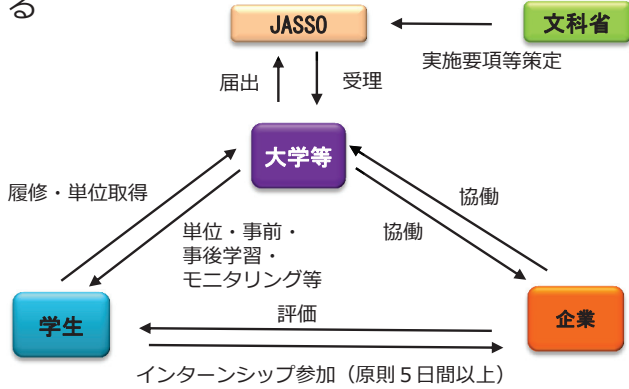 る
JASSO
文科省
実施要項等策定
届出
受理
大学等
履修・単位取得
協働
単位・事前・
事後学習・
モニタリング等
協働
学生
評価
企業
インターンシップ参加（原則５日間以上）